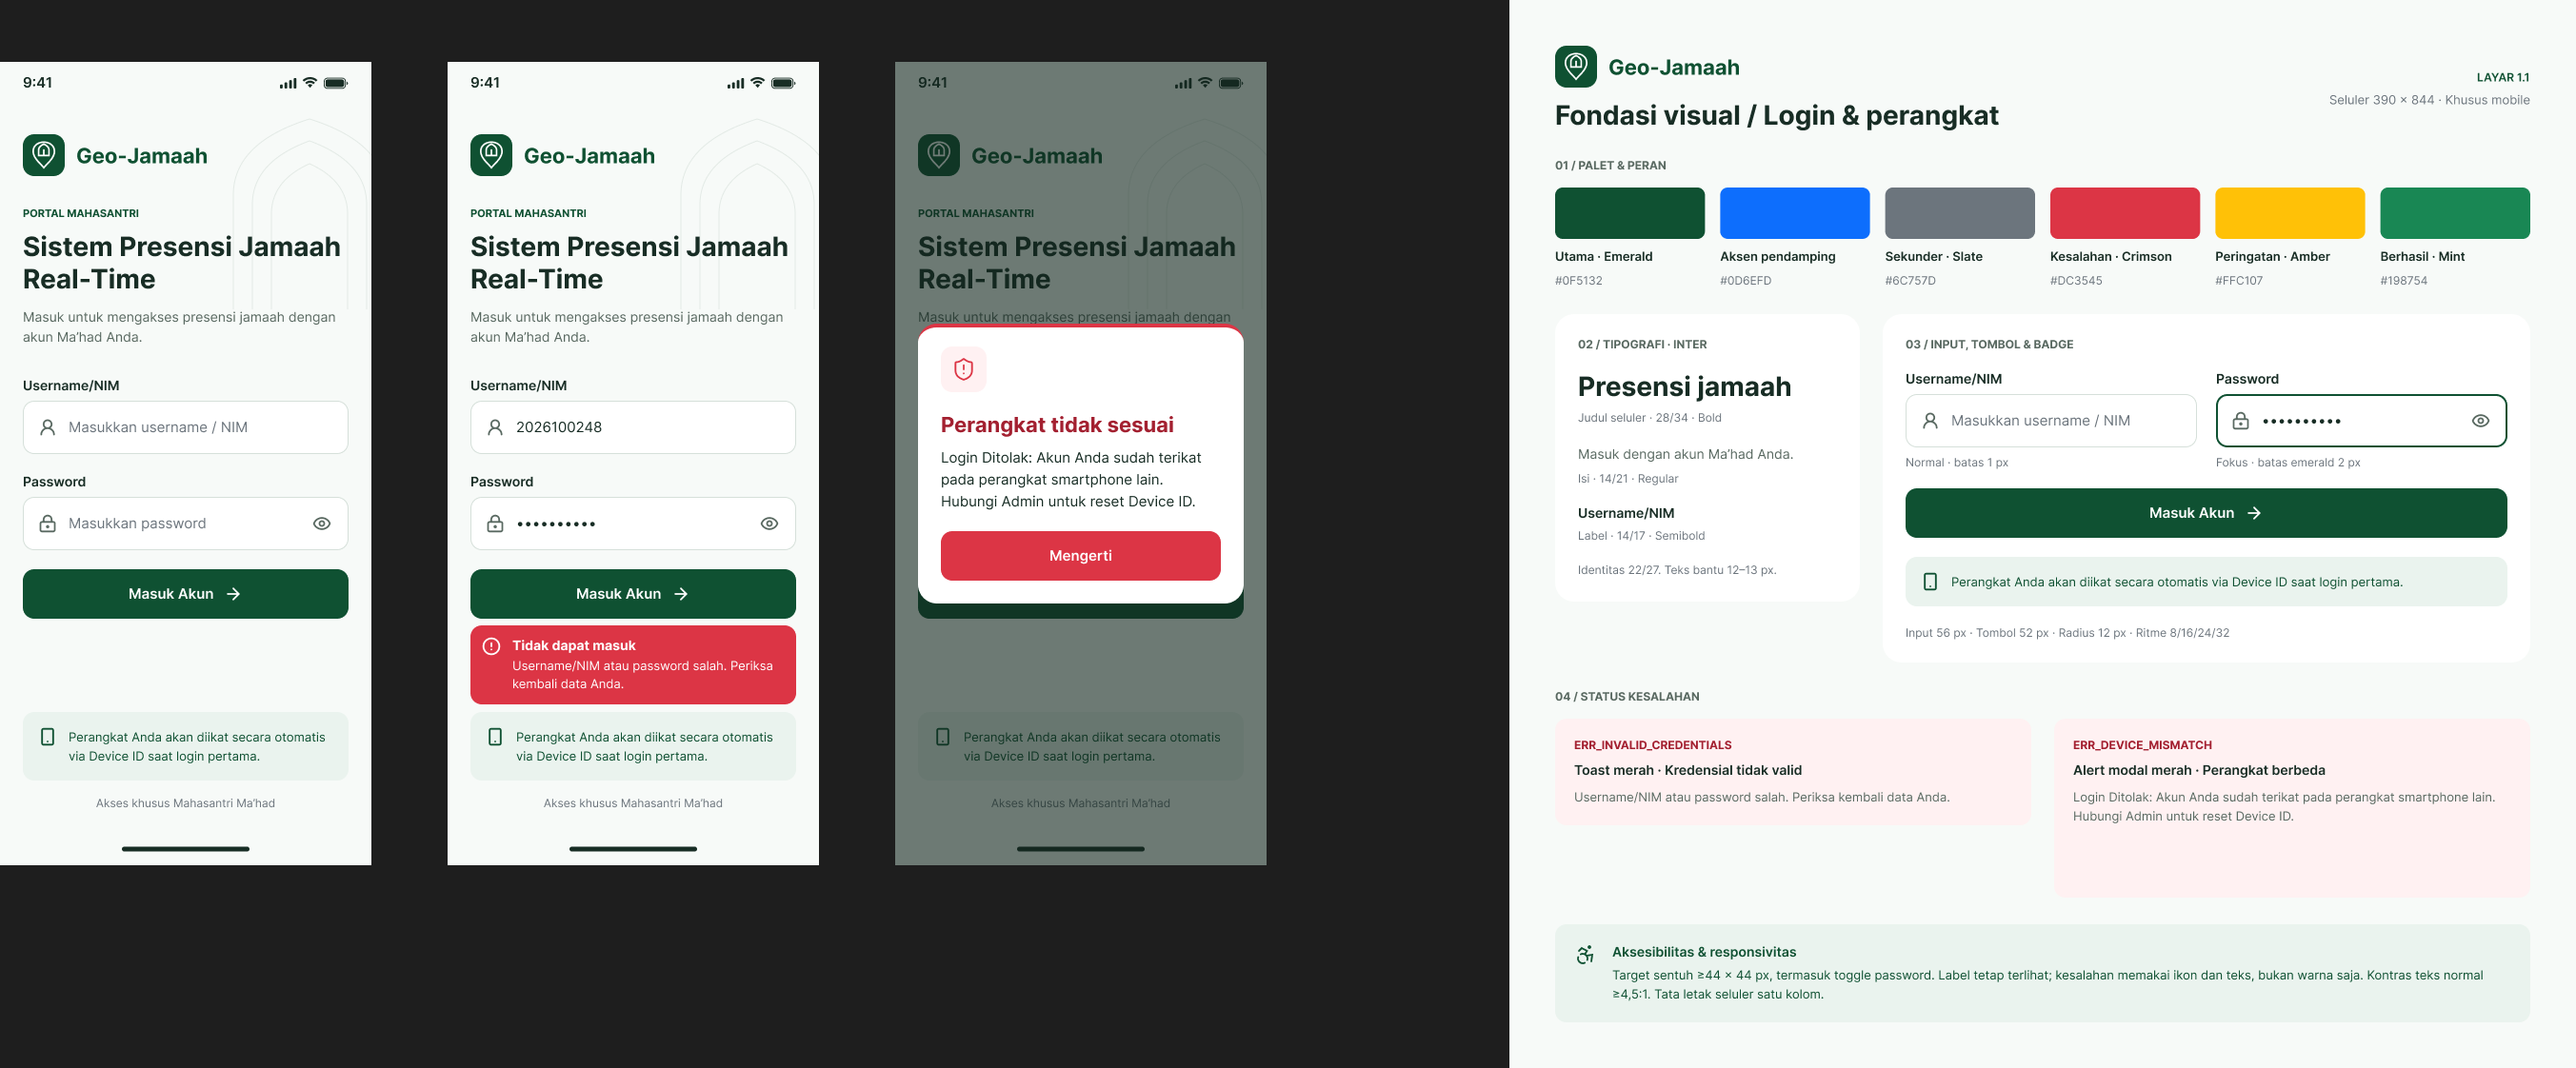 9:41
Geo-Jamaah
PORTAL MAHASANTRI
Sistem Presensi Jamaah
Real-Time
Masuk untuk mengakses presensi jamaah dengan
akun Ma’had Anda.
Username/NIM
Masukkan username / NIM
Password
Masukkan password
Masuk Akun
Perangkat Anda akan diikat secara otomatis
via Device ID saat login pertama.
Akses khusus Mahasantri Ma’had
9:41
Geo-Jamaah
PORTAL MAHASANTRI
Sistem Presensi Jamaah
Real-Time
Masuk untuk mengakses presensi jamaah dengan
akun Ma’had Anda.
Username/NIM
2026100248
Password
••••••••••
Masuk Akun
Tidak dapat masuk
Username/NIM atau password salah. Periksa
kembali data Anda.
Perangkat Anda akan diikat secara otomatis
via Device ID saat login pertama.
Akses khusus Mahasantri Ma’had
9:41
Geo-Jamaah
PORTAL MAHASANTRI
Sistem Presensi Jamaah
Real-Time
Masuk untuk mengakses presensi jamaah dengan
Perangkat tidak sesuai
Login Ditolak: Akun Anda sudah terikat
pada perangkat smartphone lain.
Hubungi Admin untuk reset Device ID.
Mengerti
Perangkat Anda akan diikat secara otomatis
via Device ID saat login pertama.
Akses khusus Mahasantri Ma’had
Geo-Jamaah
LAYAR 1.1
Seluler 390 × 844 · Khusus mobile
Fondasi visual / Login & perangkat
01 / PALET & PERAN
Utama · Emerald
#0F5132
Aksen pendamping
#0D6EFD
Sekunder · Slate
#6C757D
Kesalahan · Crimson
#DC3545
Peringatan · Amber
#FFC107
Berhasil · Mint
#198754
02 / TIPOGRAFI · INTER
Presensi jamaah
Judul seluler · 28/34 · Bold
Masuk dengan akun Ma’had Anda.
Isi · 14/21 · Regular
Username/NIM
Label · 14/17 · Semibold
Identitas 22/27. Teks bantu 12–13 px.
03 / INPUT, TOMBOL & BADGE
Username/NIM
Masukkan username / NIM
Normal · batas 1 px
Password
••••••••••
Fokus · batas emerald 2 px
Masuk Akun
Perangkat Anda akan diikat secara otomatis via Device ID saat login pertama.
Input 56 px · Tombol 52 px · Radius 12 px · Ritme 8/16/24/32
04 / STATUS KESALAHAN
ERR_INVALID_CREDENTIALS
Toast merah · Kredensial tidak valid
Username/NIM atau password salah. Periksa kembali data Anda.
ERR_DEVICE_MISMATCH
Alert modal merah · Perangkat berbeda
Login Ditolak: Akun Anda sudah terikat pada perangkat smartphone lain.
Hubungi Admin untuk reset Device ID.
Aksesibilitas & responsivitas
Target sentuh ≥44 × 44 px, termasuk toggle password. Label tetap terlihat; kesalahan memakai ikon dan teks, bukan warna saja. Kontras teks normal
≥4,5:1. Tata letak seluler satu kolom.